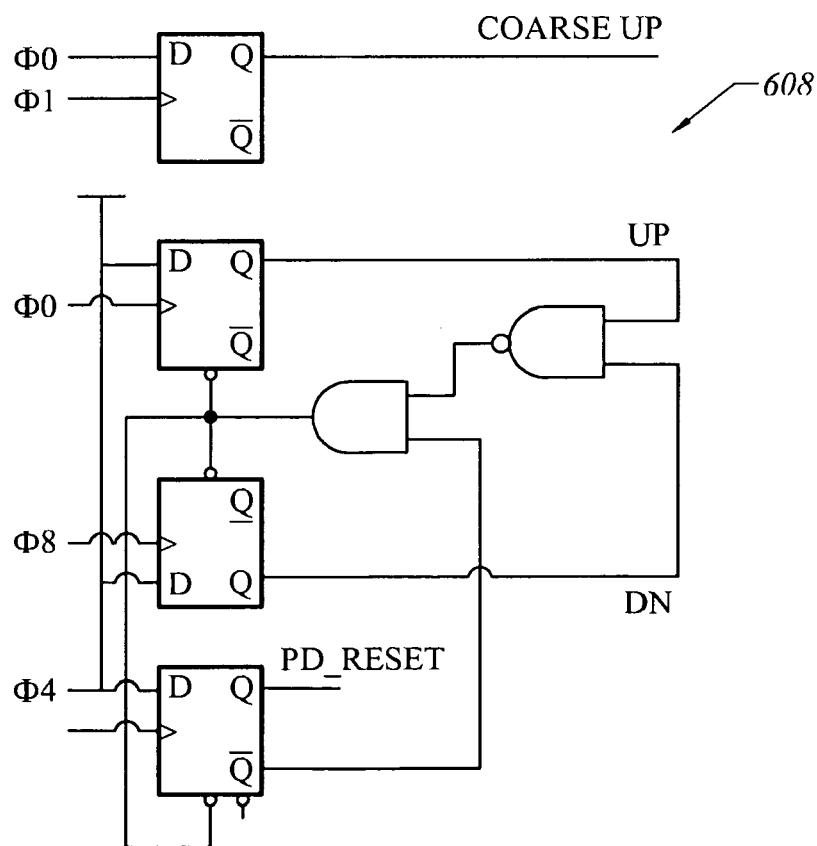 COARSE UP
Φ0
D Q
Φ1
Q̅
608
UP
D Q
Φ0
Q̅
Q
Φ8
D Q
DN
PD_RESET
Φ4
D Q
Q̅